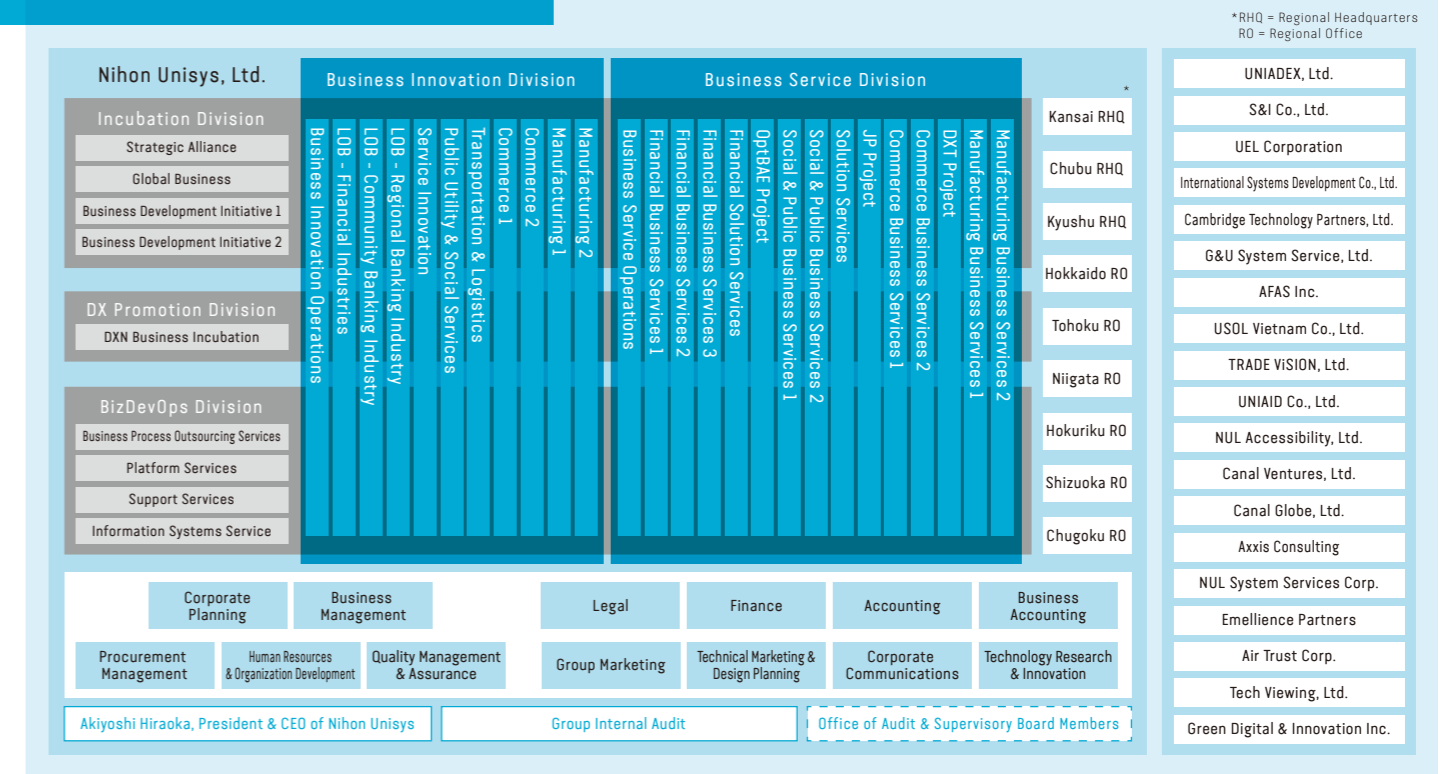 *RHQ = Regional Headquarters
RO = Regional Office
Nihon Unisys, Ltd.
Business Innovation Division
Business Service Division
*
Incubation Division
Strategic Alliance
Global Business
Business Development Initiative 1
Business Development Initiative 2
DX Promotion Division
DXN Business Incubation
BizDevOps Division
Business Process Outsourcing Services
Platform Services
Support Services
Information Systems Service
Business Innovation Operations
LOB - Financial Industries
LOB - Community Banking Industry
LOB - Regional Banking Industry
Service Innovation
Public Utility & Social Services
Transportation & Logistics
Commerce 1
Commerce 2
Manufacturing 1
Manufacturing 2
Business Service Operations
Financial Business Services 1
Financial Business Services 2
Financial Business Services 3
Financial Solution Services
OptBAE Project
Social & Public Business Services 1
Social & Public Business Services 2
Solution Services
JP Project
Commerce Business Services 1
Commerce Business Services 2
DXT Project
Manufacturing Business Services 1
Manufacturing Business Services 2
Kansai RHQ
Chubu RHQ
Kyushu RHQ
Hokkaido RO
Tohoku RO
Niigata RO
Hokuriku RO
Shizuoka RO
Chugoku RO
Corporate
Planning
Business
Management
Legal
Finance
Accounting
Business
Accounting
Procurement
Management
Human Resources
& Organization Development
Quality Management
& Assurance
Group Marketing
Technical Marketing &
Design Planning
Corporate
Communications
Technology Research
& Innovation
Akiyoshi Hiraoka, President & CEO of Nihon Unisys
Group Internal Audit
Office of Audit & Supervisory Board Members
UNIADEX, Ltd.
S&I Co., Ltd.
UEL Corporation
International Systems Development Co., Ltd.
Cambridge Technology Partners, Ltd.
G&U System Service, Ltd.
AFAS Inc.
USOL Vietnam Co., Ltd.
TRADE ViSION, Ltd.
UNIAID Co., Ltd.
NUL Accessibility, Ltd.
Canal Ventures, Ltd.
Canal Globe, Ltd.
Axxis Consulting
NUL System Services Corp.
Emellience Partners
Air Trust Corp.
Tech Viewing, Ltd.
Green Digital & Innovation Inc.